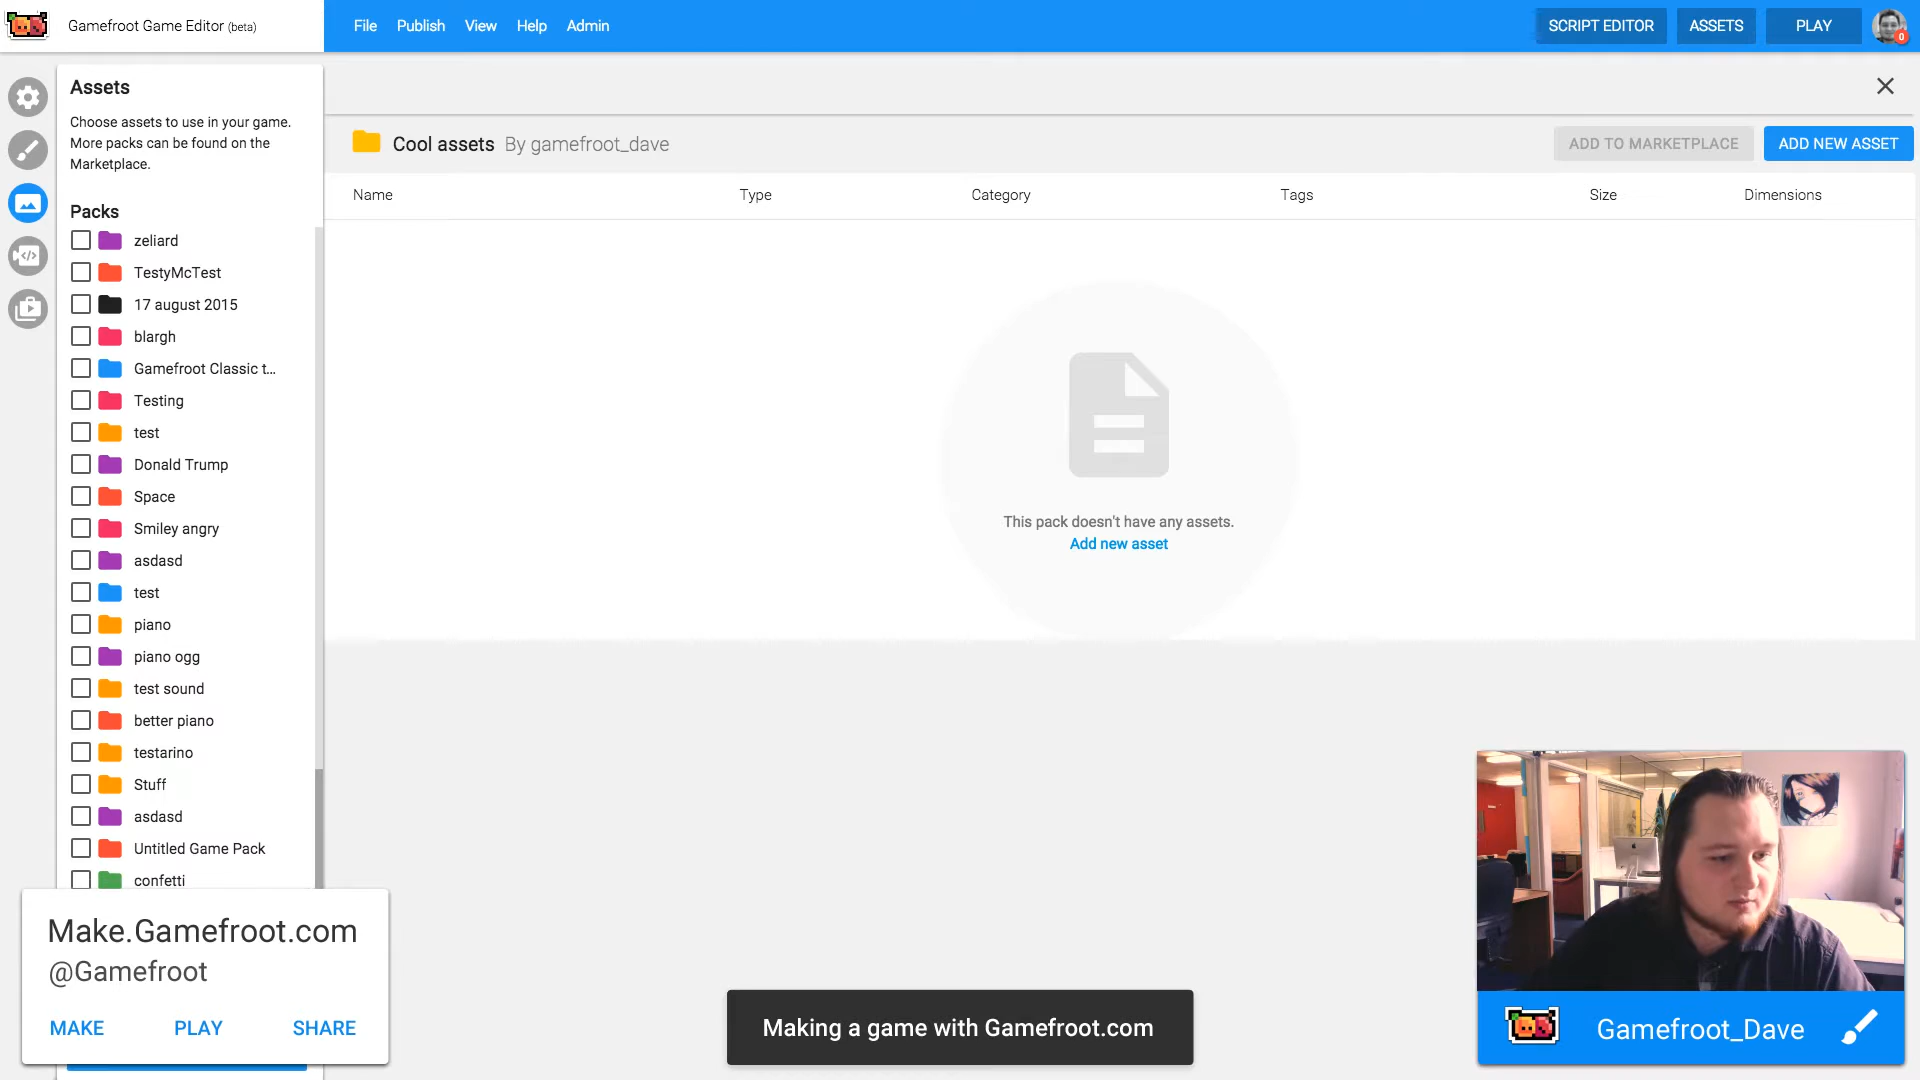 Gamefroot Game Editor (beta)
File Publish View Help Admin
SCRIPT EDITOR ASSETS PLAY
0
Assets
Choose assets to use in your game.
More packs can be found on the
Marketplace.
Packs
zeliard
TestyMcTest
17 august 2015
blargh
Gamefroot Classic t...
Testing
test
Donald Trump
Space
Smiley angry
asdasd
test
piano
piano ogg
test sound
better piano
testarino
Stuff
asdasd
Untitled Game Pack
confetti
Cool assets By gamefroot_dave
ADD TO MARKETPLACE ADD NEW ASSET
Name Type Category Tags Size Dimensions
This pack doesn't have any assets.
Add new asset
Make.Gamefroot.com
@Gamefroot
MAKE PLAY SHARE
Making a game with Gamefroot.com
Gamefroot_Dave